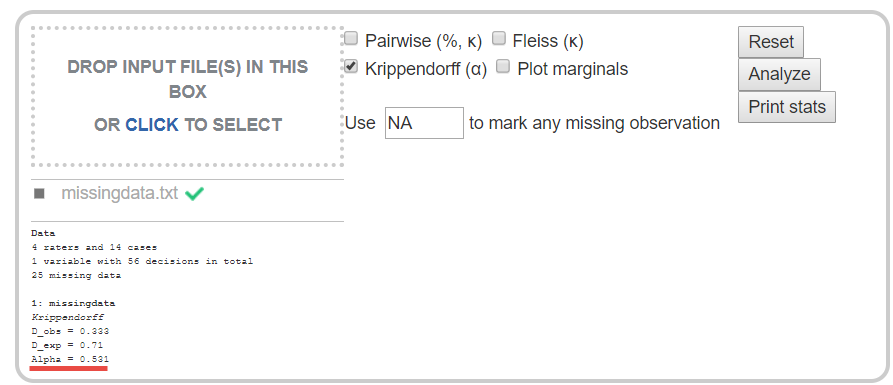 DROP INPUT FILE(S) IN THIS
BOX
OR CLICK TO SELECT
Pairwise (%, κ) Fleiss (κ)
Krippendorff (α) Plot marginals
Use NA to mark any missing observation
Reset
Analyze
Print stats
missingdata.txt
Data
4 raters and 14 cases
1 variable with 56 decisions in total
25 missing data
1: missingdata
Krippendorff
D_obs = 0.333
D_exp = 0.71
Alpha = 0.531